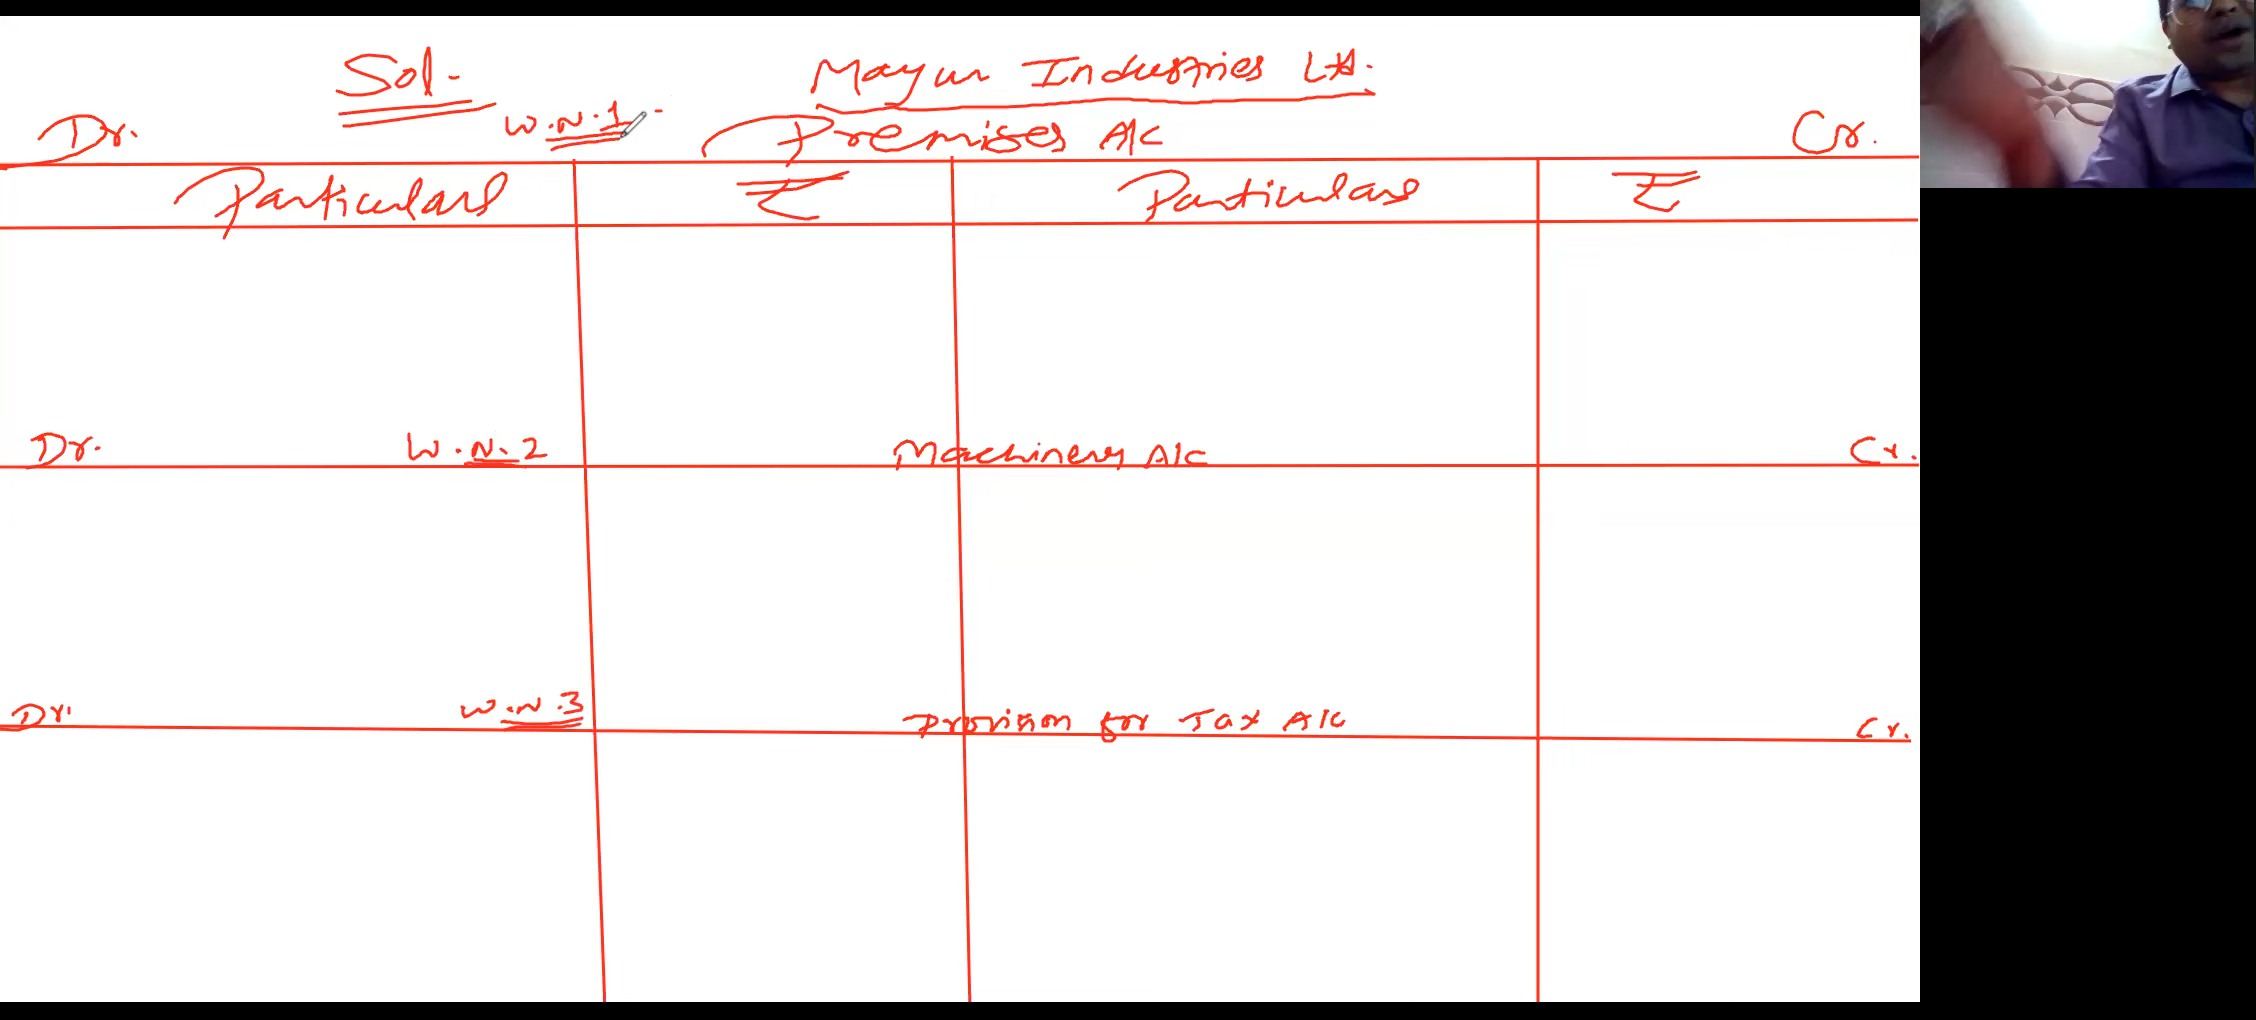 Sol. Mayur Industries Ltd.
Dr. W.N.1 - Premises A/c Cr.
Particulars ₹ Particulars ₹
Dr. W.N.2 Machinery A/c Cr.
Dr. W.N.3 Provision for Tax A/c Cr.